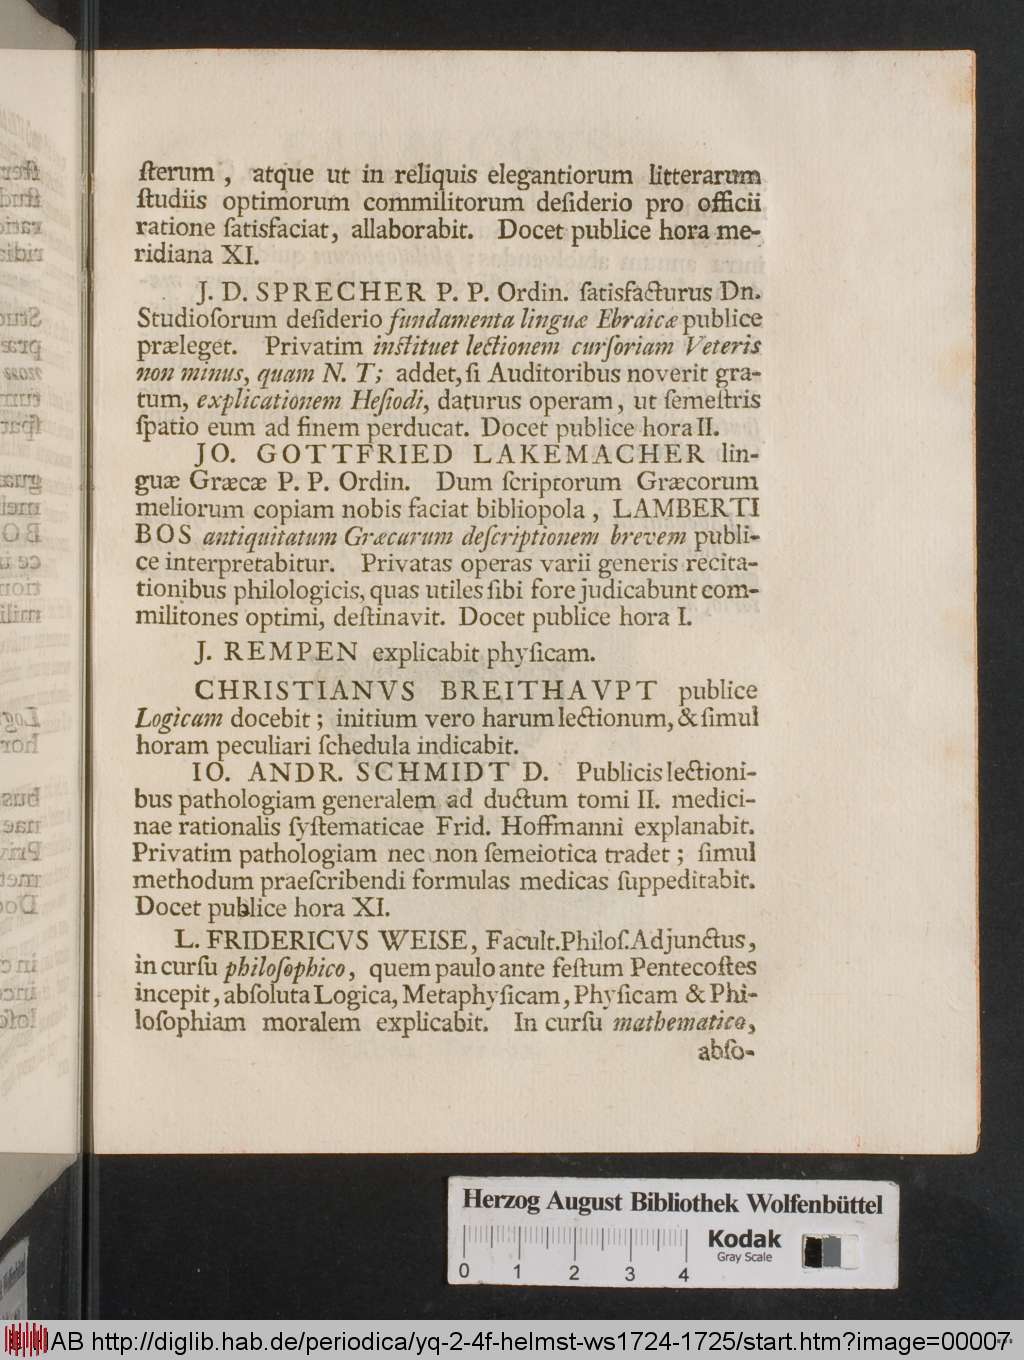 ſterum, atque ut in reliquis elegantiorum litterarum
ſtudiis optimorum commilitorum deſiderio pro officii
ratione ſatisfaciat, allaborabit. Docet publice hora me-
ridiana XI.
J. D. SPRECHER P. P. Ordin. ſatisfacturus Dn.
Studioſorum deſiderio fundamenta linguæ Ebraicæ publice
præleget. Privatim inſtituet lectionem curſoriam Veteris
non minus, quam N. T; addet, ſi Auditoribus noverit gra-
tum, explicationem Heſiodi, daturus operam, ut ſemeſtris
ſpatio eum ad finem perducat. Docet publice hora II.
JO. GOTTFRIED LAKEMACHER lin-
guæ Græcæ P. P. Ordin. Dum ſcriptorum Græcorum
meliorum copiam nobis faciat bibliopola, LAMBERTI
BOS antiquitatum Græcarum deſcriptionem brevem publi-
ce interpretabitur. Privatas operas varii generis recita-
tionibus philologicis, quas utiles ſibi fore judicabunt com-
militones optimi, deſtinavit. Docet publice hora I.
J. REMPEN explicabit phyſicam.
CHRISTIANVS BREITHAVPT publice
Logicam docebit; initium vero harum lectionum, & ſimul
horam peculiari ſchedula indicabit.
IO. ANDR. SCHMIDT D. Publicis lectioni-
bus pathologiam generalem ad ductum tomi II. medici-
nae rationalis ſyſtematicae Frid. Hoffmanni explanabit.
Privatim pathologiam nec non ſemeiotica tradet; ſimul
methodum praeſcribendi formulas medicas ſuppeditabit.
Docet publice hora XI.
L. FRIDERICVS WEISE, Facult. Philoſ. Adjunctus,
in curſu philoſophico, quem paulo ante feſtum Pentecoſtes
incepit, abſoluta Logica, Metaphyſicam, Phyſicam & Phi-
loſophiam moralem explicabit. In curſu mathematico,
abſo-
Herzog August Bibliothek Wolfenbüttel
Kodak
Gray Scale
0 1 2 3 4
HAB http://diglib.hab.de/periodica/yq-2-4f-helmst-ws1724-1725/start.htm?image=00007